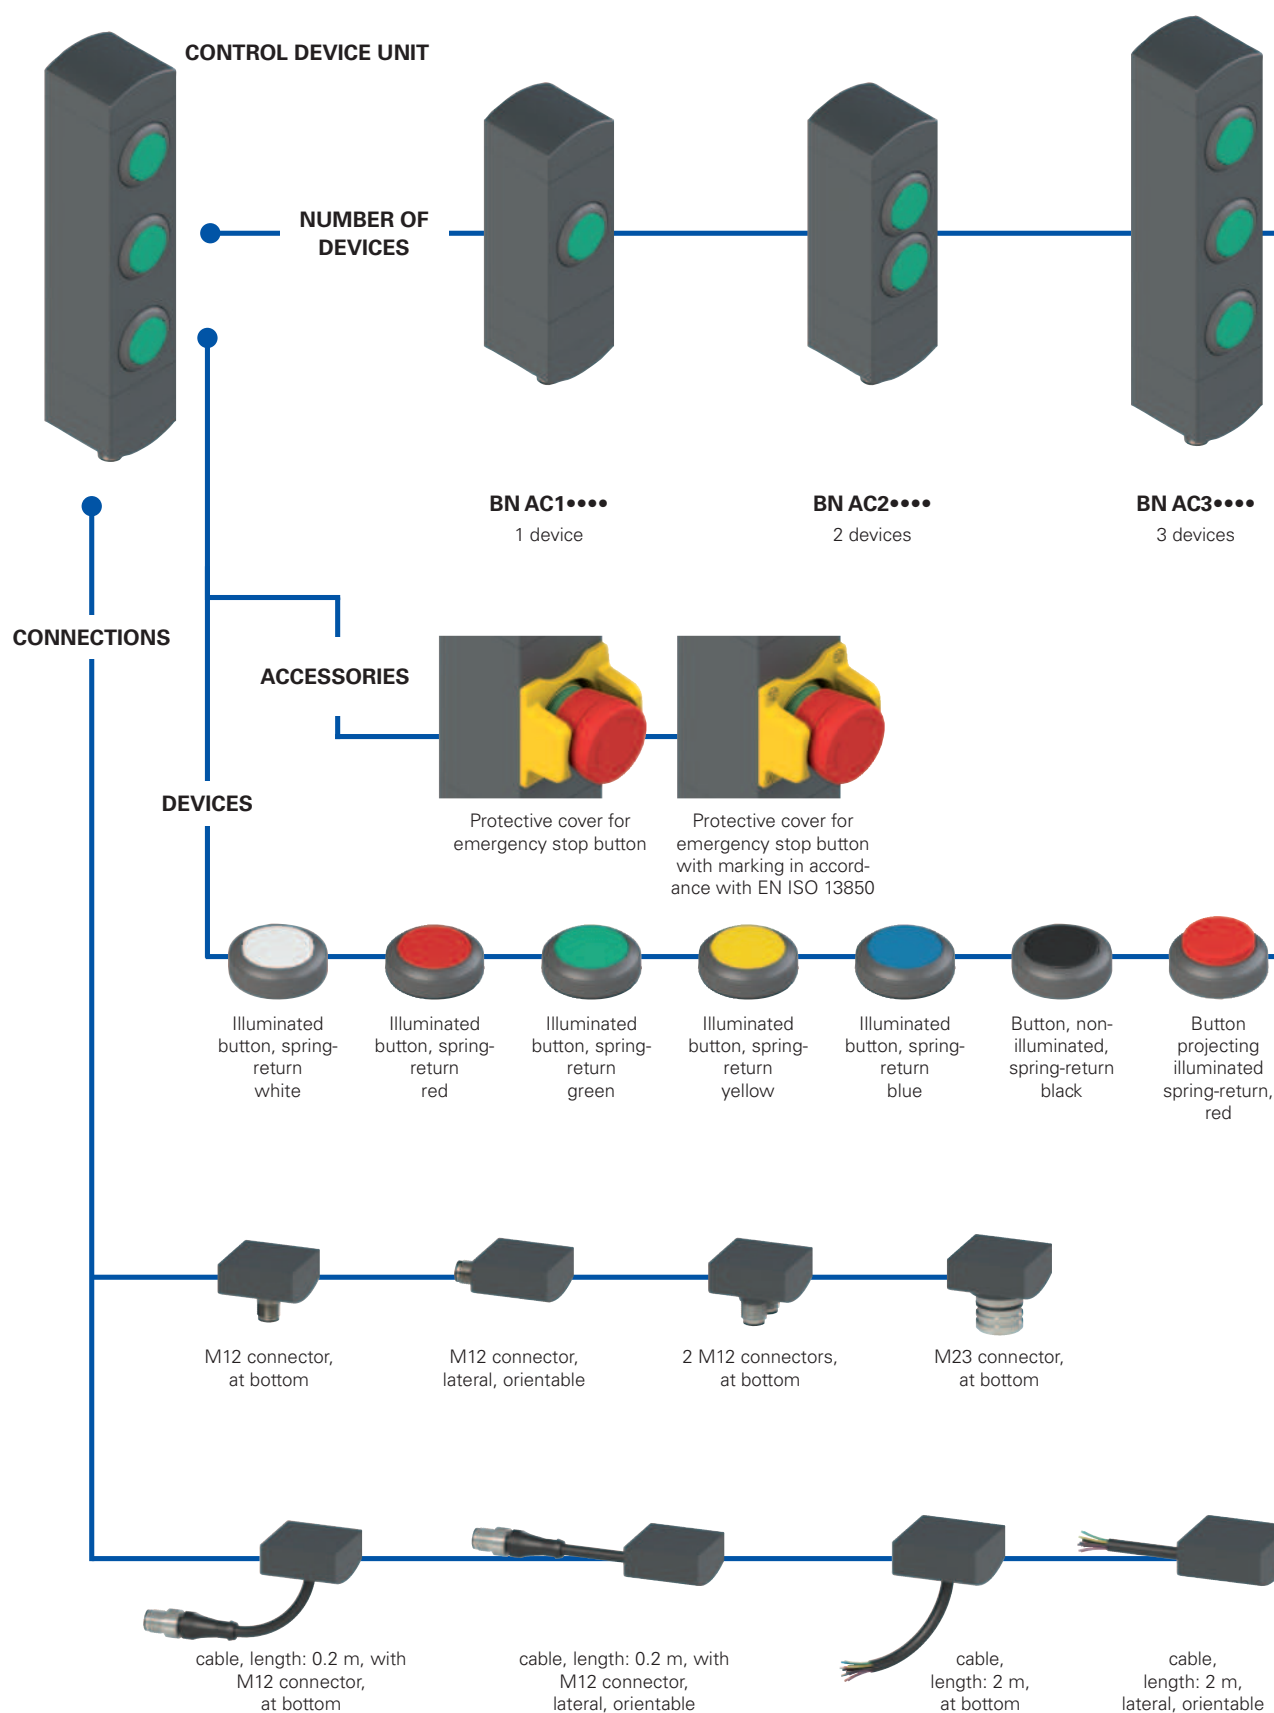 CONTROL DEVICE UNIT
NUMBER OF
DEVICES
BN AC1••••
1 device
BN AC2••••
2 devices
BN AC3••••
3 devices
CONNECTIONS
ACCESSORIES
Protective cover for
emergency stop button
Protective cover for
emergency stop button
with marking in accord-
ance with EN ISO 13850
DEVICES
Illuminated
button, spring-
return
white
Illuminated
button, spring-
return
red
Illuminated
button, spring-
return
green
Illuminated
button, spring-
return
yellow
Illuminated
button, spring-
return
blue
Button, non-
illuminated,
spring-return
black
Button
projecting
illuminated
spring-return,
red
M12 connector,
at bottom
M12 connector,
lateral, orientable
2 M12 connectors,
at bottom
M23 connector,
at bottom
cable, length: 0.2 m, with
M12 connector,
at bottom
cable, length: 0.2 m, with
M12 connector,
lateral, orientable
cable,
length: 2 m,
at bottom
cable,
length: 2 m,
lateral, orientable